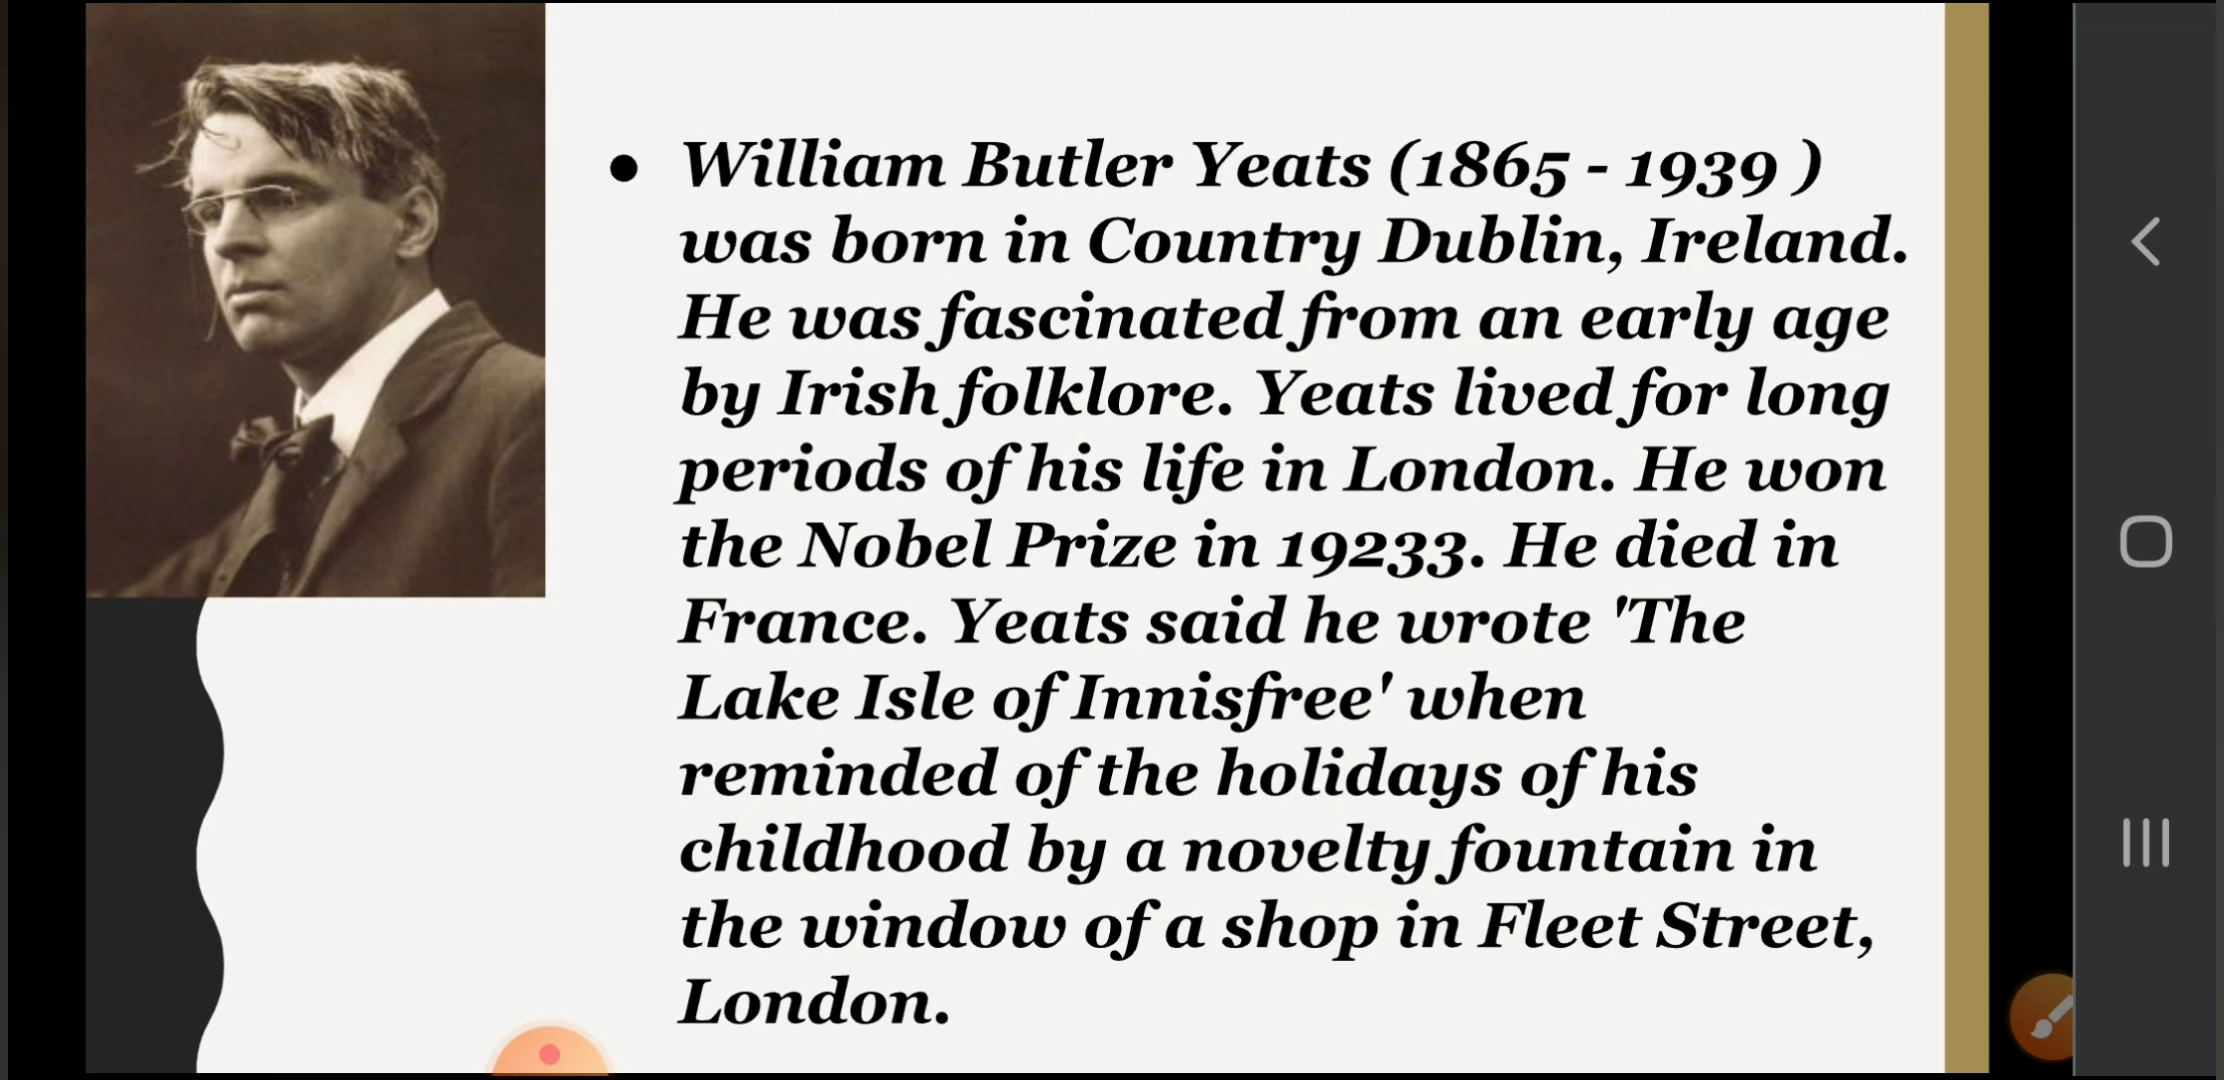 • William Butler Yeats (1865 - 1939 )
was born in Country Dublin, Ireland.
He was fascinated from an early age
by Irish folklore. Yeats lived for long
periods of his life in London. He won
the Nobel Prize in 19233. He died in
France. Yeats said he wrote 'The
Lake Isle of Innisfree' when
reminded of the holidays of his
childhood by a novelty fountain in
the window of a shop in Fleet Street,
London.